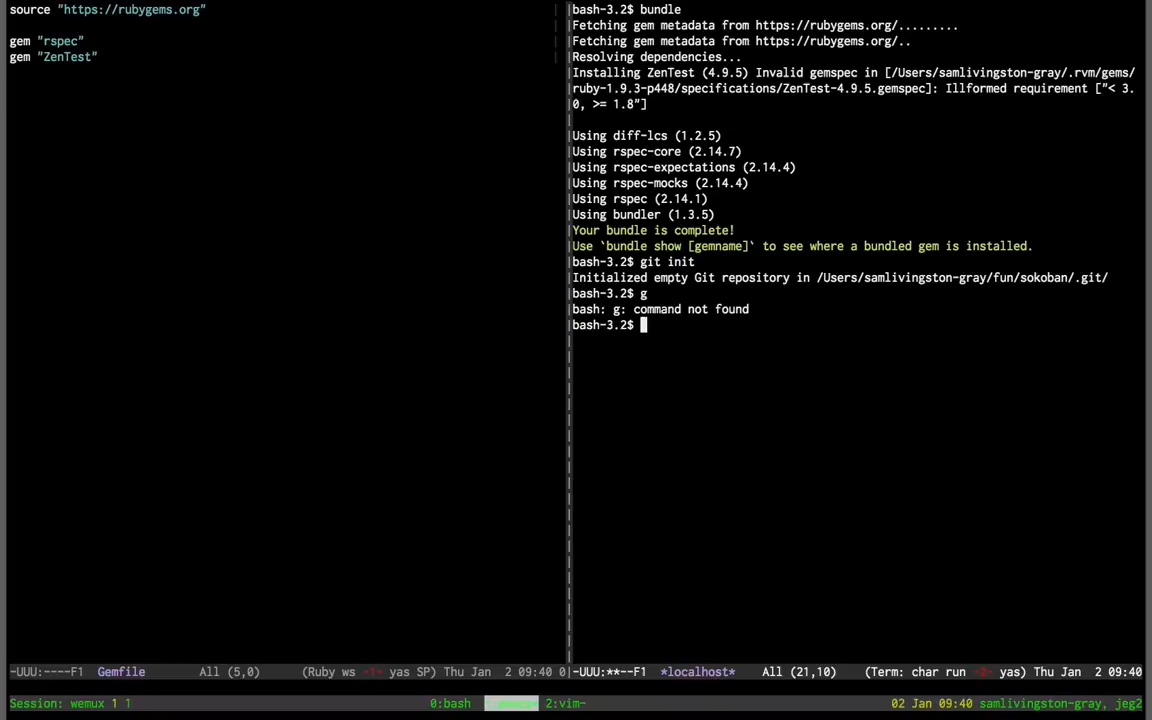 source "https://rubygems.org"
gem "rspec"
gem "ZenTest"
-UUU:----F1 Gemfile All (5,0) (Ruby ws yas SP) Thu Jan 2 09:40 0
bash-3.2$ bundle
Fetching gem metadata from https://rubygems.org/.........
Fetching gem metadata from https://rubygems.org/..
Resolving dependencies...
Installing ZenTest (4.9.5) Invalid gemspec in [/Users/samlivingston-gray/.rvm/gems/
ruby-1.9.3-p448/specifications/ZenTest-4.9.5.gemspec]: Illformed requirement ["< 3.
0, >= 1.8"]
Using diff-lcs (1.2.5)
Using rspec-core (2.14.7)
Using rspec-expectations (2.14.4)
Using rspec-mocks (2.14.4)
Using rspec (2.14.1)
Using bundler (1.3.5)
Your bundle is complete!
Use `bundle show [gemname]` to see where a bundled gem is installed.
bash-3.2$ git init
Initialized empty Git repository in /Users/samlivingston-gray/fun/sokoban/.git/
bash-3.2$ g
bash: g: command not found
bash-3.2$
-UUU:**--F1 *localhost* All (21,10) (Term: char run yas) Thu Jan 2 09:40
Session: wemux 1 1 0:bash 2:vim- 02 Jan 09:40 samlivingston-gray, jeg2